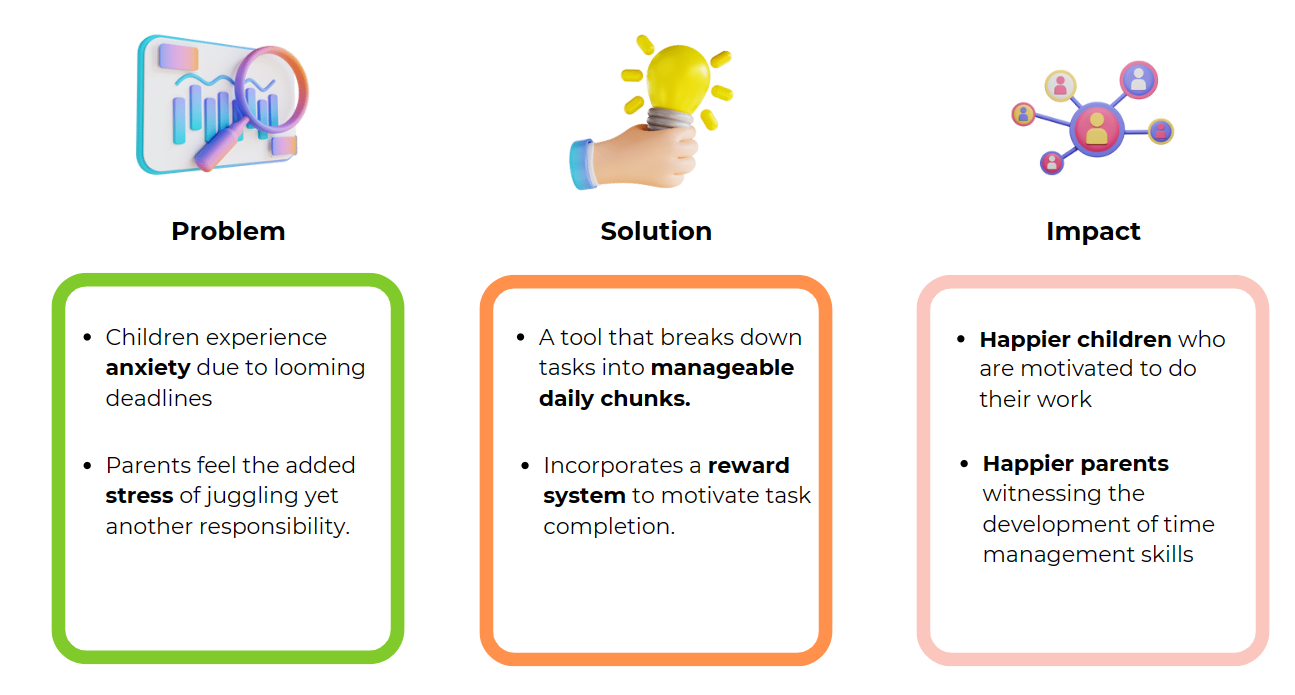 Problem
Children experience
anxiety due to looming
deadlines
Parents feel the added
stress of juggling yet
another responsibility.
Solution
A tool that breaks down
tasks into manageable
daily chunks.
Incorporates a reward
system to motivate task
completion.
Impact
Happier children who
are motivated to do
their work
Happier parents
witnessing the
development of time
management skills